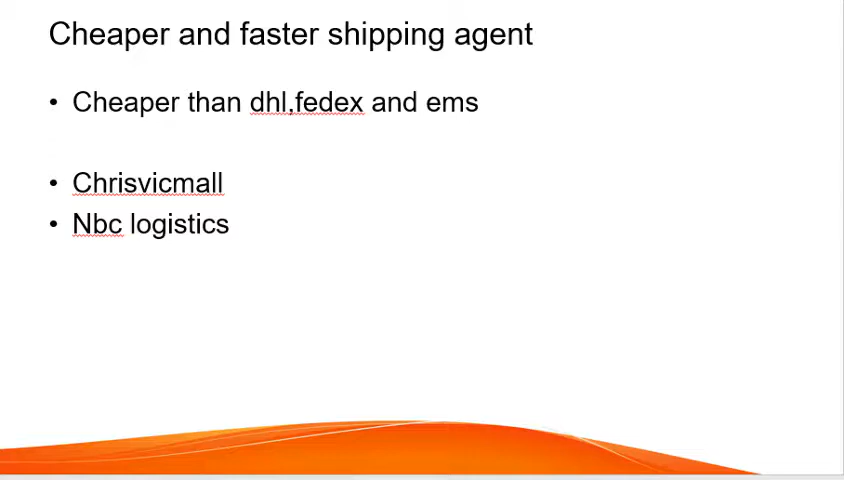 Cheaper and faster shipping agent
• Cheaper than dhl,fedex and ems
• Chrisvicmall
• Nbc logistics